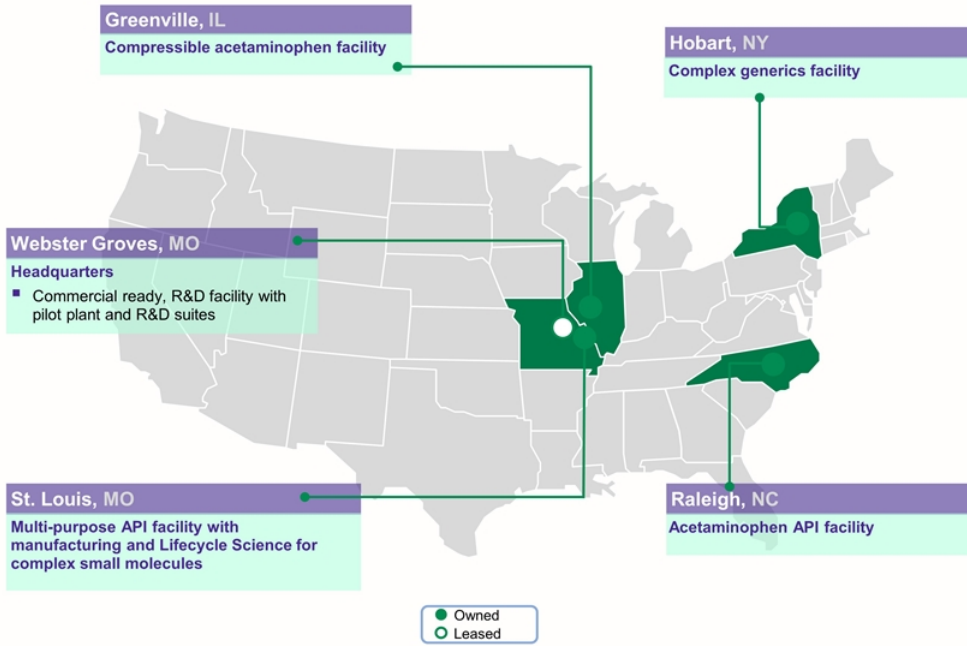 Greenville, IL
Compressible acetaminophen facility
Hobart, NY
Complex generics facility
Webster Groves, MO
Headquarters
▪ Commercial ready, R&D facility with
pilot plant and R&D suites
St. Louis, MO
Multi-purpose API facility with
manufacturing and Lifecycle Science for
complex small molecules
Raleigh, NC
Acetaminophen API facility
Owned
Leased